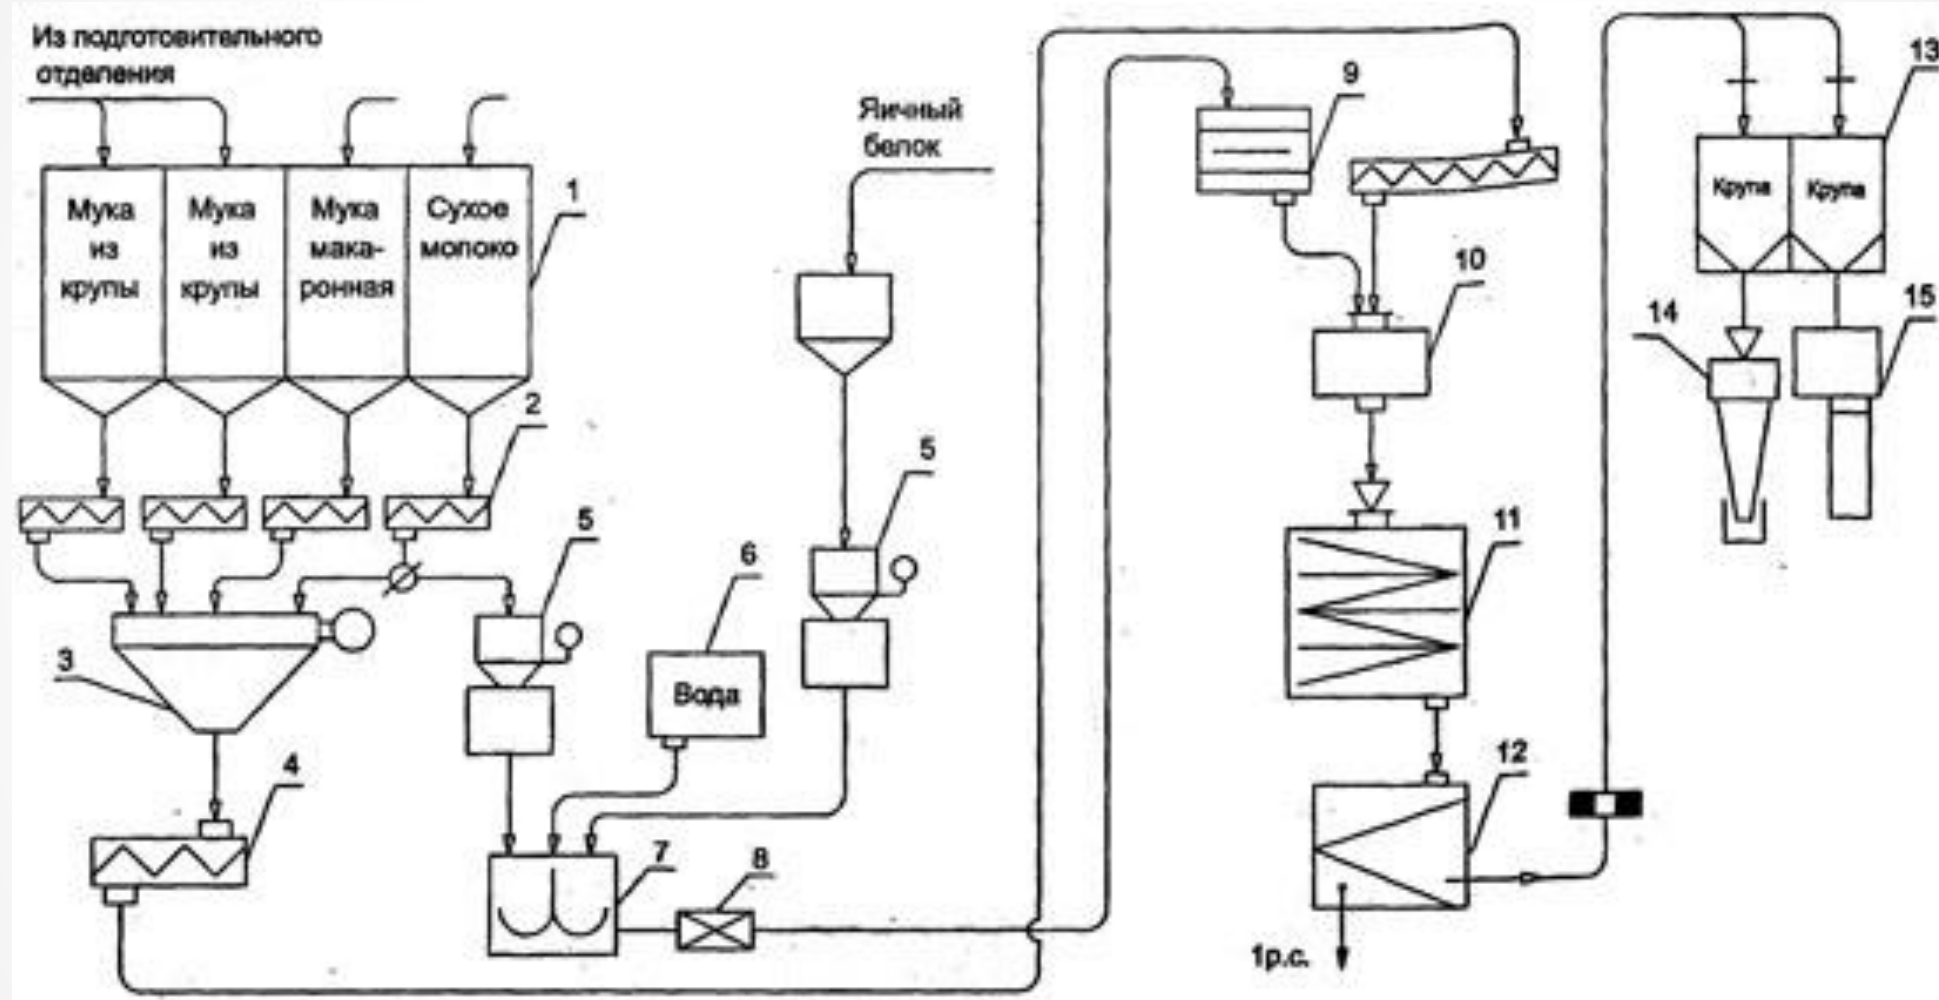 Из подготовительного
отделения
Мука
из
крупы
Мука
из
крупы
Мука
мака-
ронная
Сухое
молоко
1
2
3
4
5
Яичный
белок
5
6
Вода
7
8
9
10
11
12
1р.с.
13
Крупа
Крупа
14
15